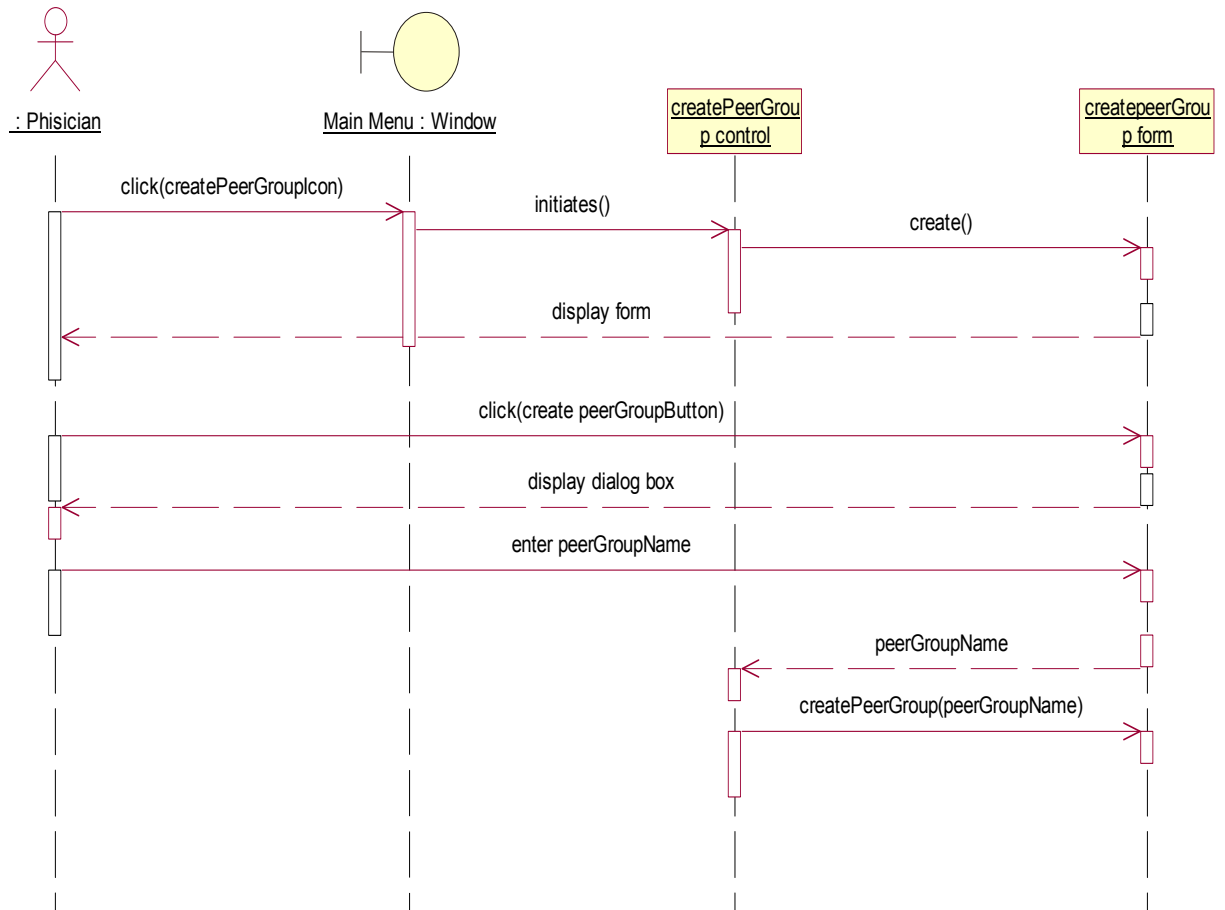 : Phisician
Main Menu : Window
createPeerGrou
p control
createpeerGrou
p form
click(createPeerGroupIcon)
initiates()
create()
display form
click(create peerGroupButton)
display dialog box
enter peerGroupName
peerGroupName
createPeerGroup(peerGroupName)